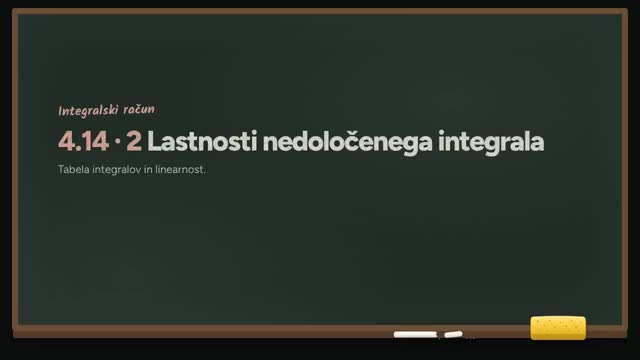 Integralski račun
4.14 · 2 Lastnosti nedoločenega integrala
Tabela integralov in linearnost.